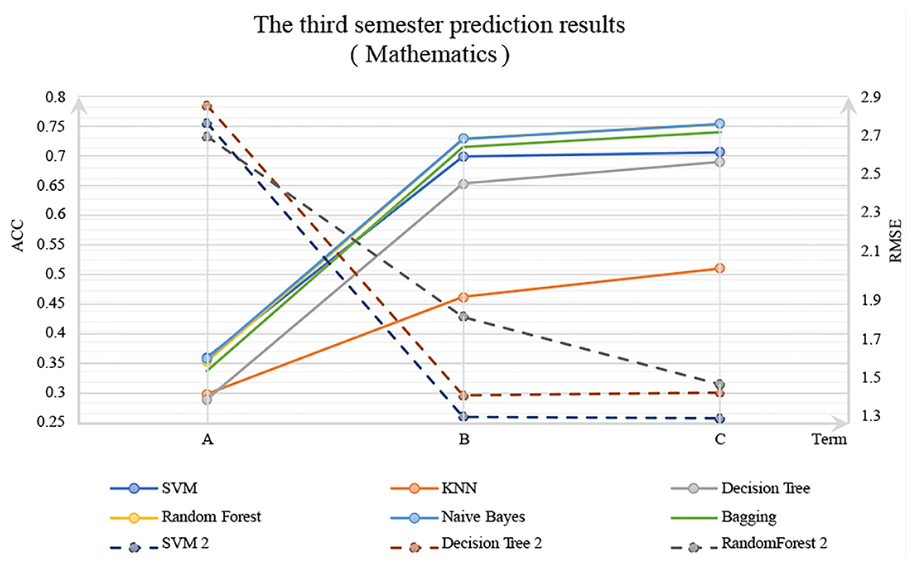 The third semester prediction results
( Mathematics )
0.8
0.75
0.7
0.65
0.6
0.55
0.5
0.45
0.4
0.35
0.3
0.25
ACC
2.9
2.7
2.5
2.3
2.1
1.9
1.7
1.5
1.3
RMSE
A B C Term
SVM KNN Decision Tree
Random Forest Naive Bayes Bagging
SVM 2 Decision Tree 2 RandomForest 2